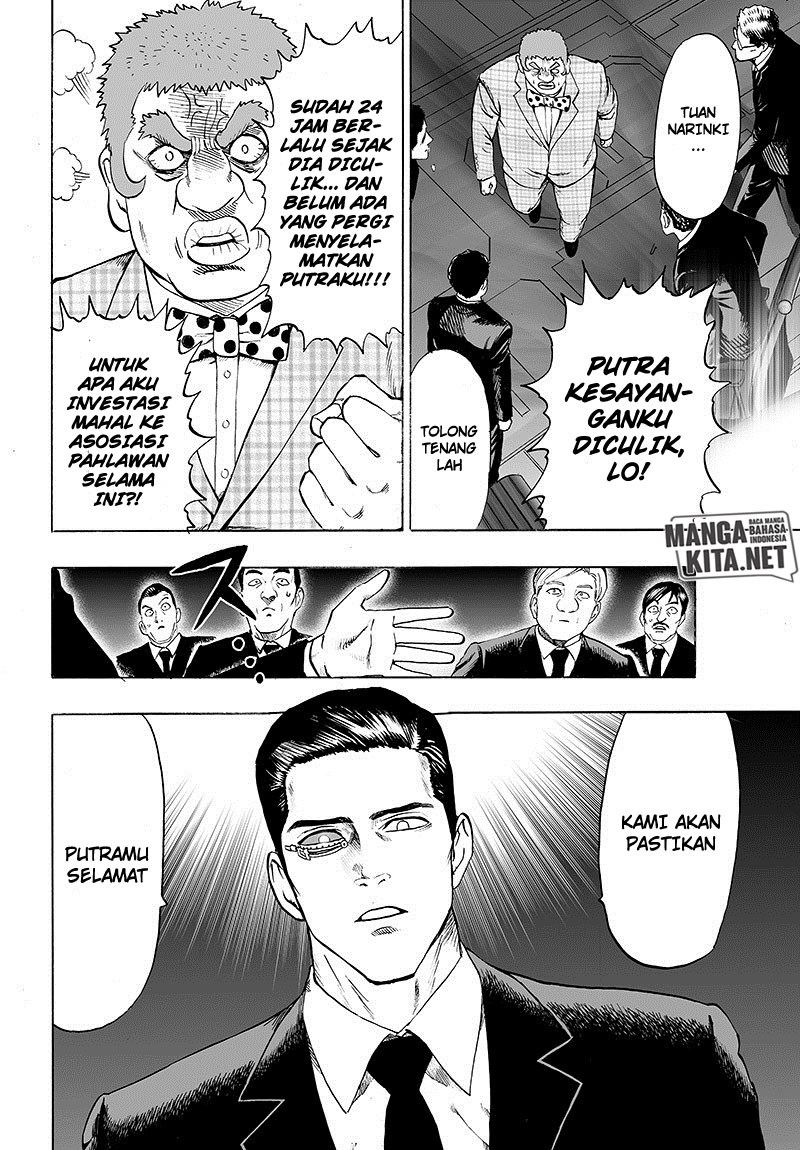 TUAN
NARINKI
...
PUTRA
KESAYAN-
GANKU
DICULIK,
LO!
TOLONG
TENANG
LAH
SUDAH 24
JAM BER-
LALU SEJAK
DIA DICU-
LIK... DAN
BELUM ADA
YANG PERGI
MENYELA-
MATKAN
PUTRAKU!!!
UNTUK
APA AKU
INVESTASI
MAHAL KE
ASOSIASI
PAHLAWAN
SELAMA
INI?!
MANGA
KITA.NET
BACA MANGA
BAHASA
INDONESIA
スッ
KAMI AKAN
PASTIKAN
PUTRAMU
SELAMAT